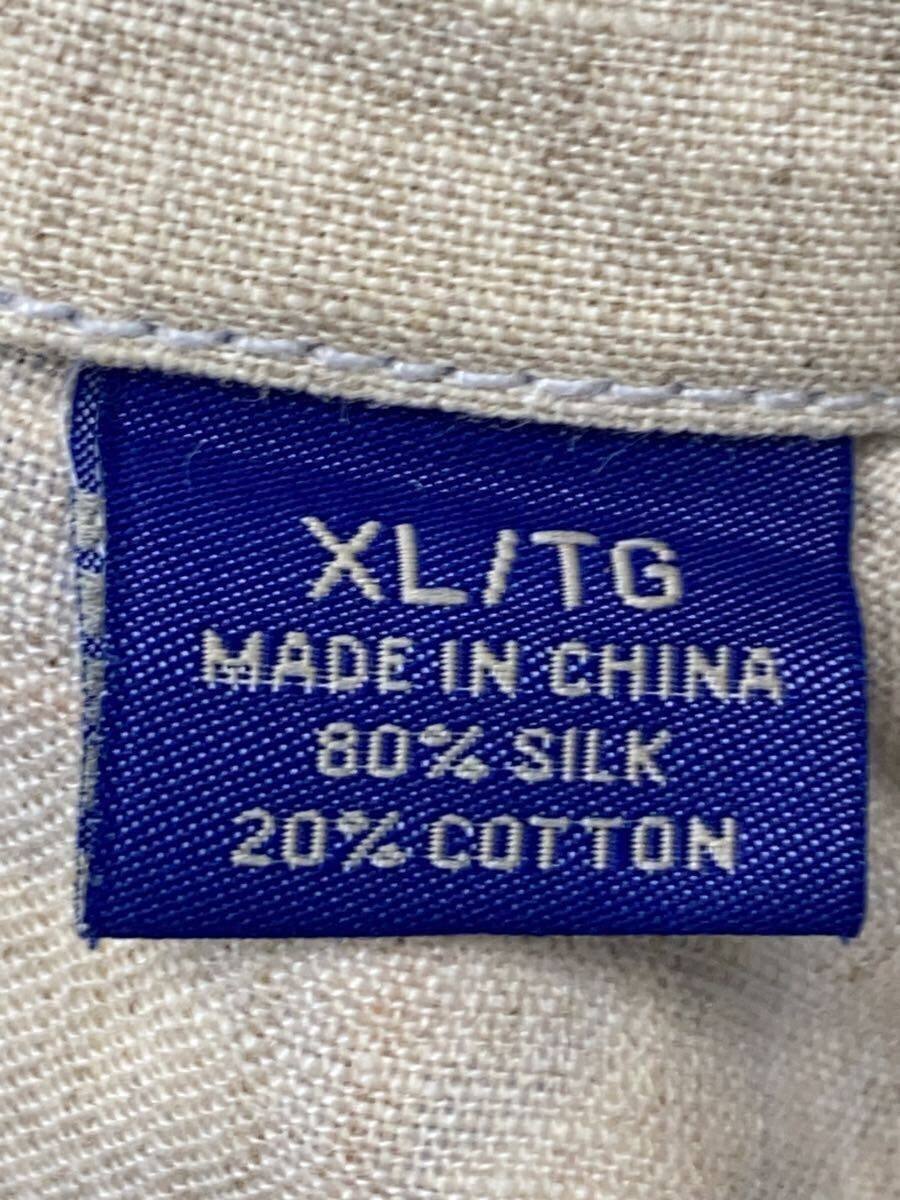 XL/TG
MADE IN CHINA
80% SILK
20% COTTON